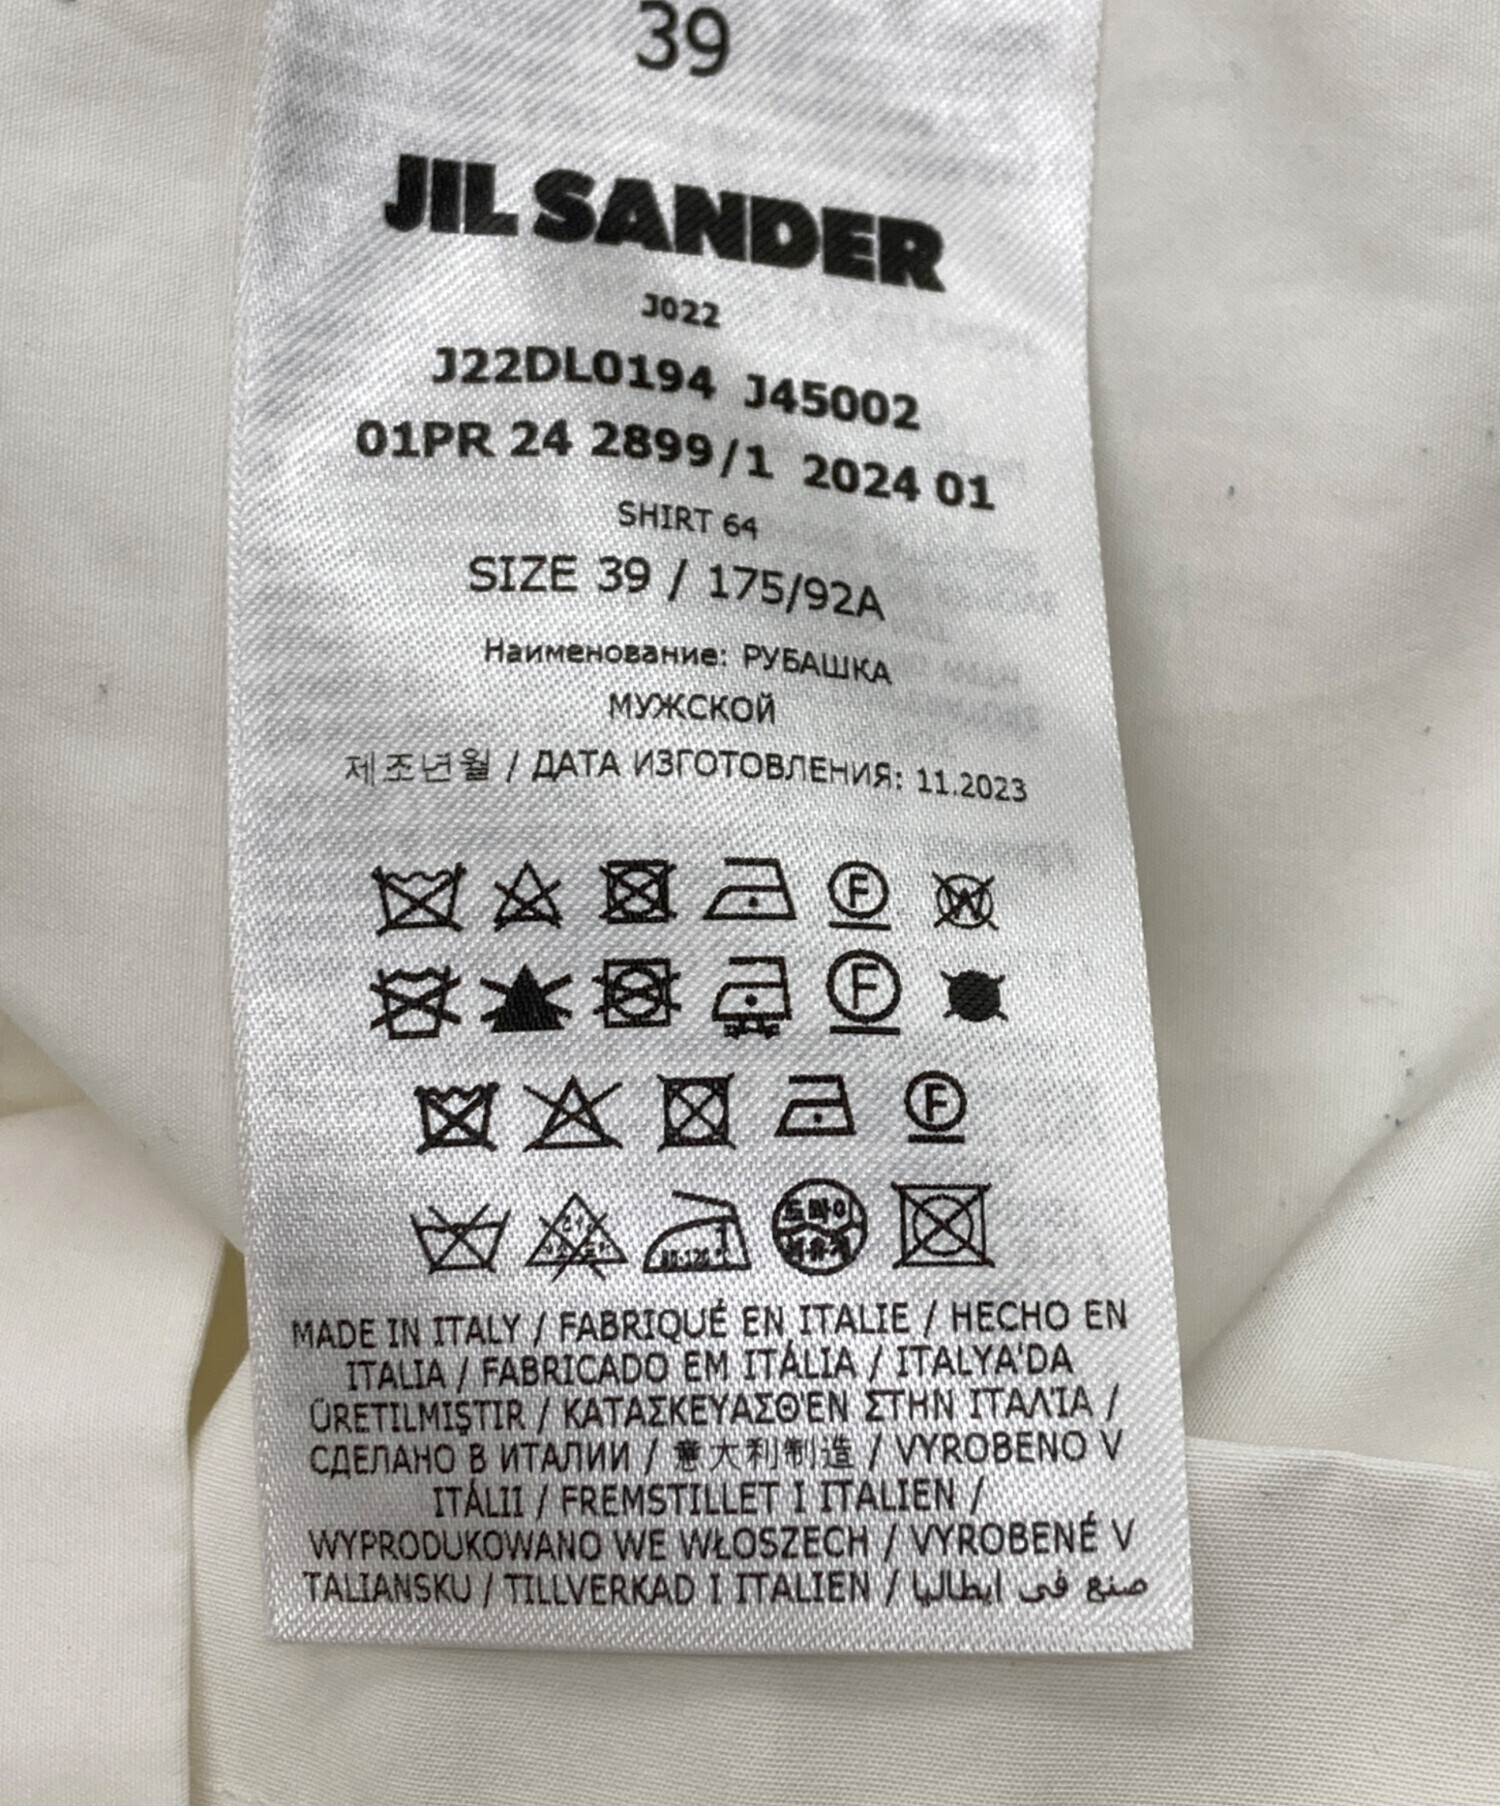 39
JIL SANDER
J022
J22DL0194 J45002
01PR 24 2899/1 2024 01
SHIRT 64
SIZE 39 / 175/92A
Наименование: РУБАШКА
МУЖСКОЙ
제조년월 / ДАТА ИЗГОТОВЛЕНИЯ: 11.2023
F W
F
F
드라이
MADE IN ITALY / FABRIQUÉ EN ITALIE / HECHO EN
ITALIA / FABRICADO EM ITÁLIA / ITALYA'DA
ÜRETILMIŞTIR / ΚΑΤΑΣΚΕΥΑΣΘΈΝ ΣΤΗΝ ΙΤΑΛΊΑ /
СДЕЛАНО В ИТАЛИИ / 意大利制造 / VYROBENO V
ITÁLII / FREMSTILLET I ITALIEN /
WYPRODUKOWANO WE WŁOSZECH / VYROBENÉ V
TALIANSKU / TILLVERKAD I ITALIEN / صنع في ايطاليا